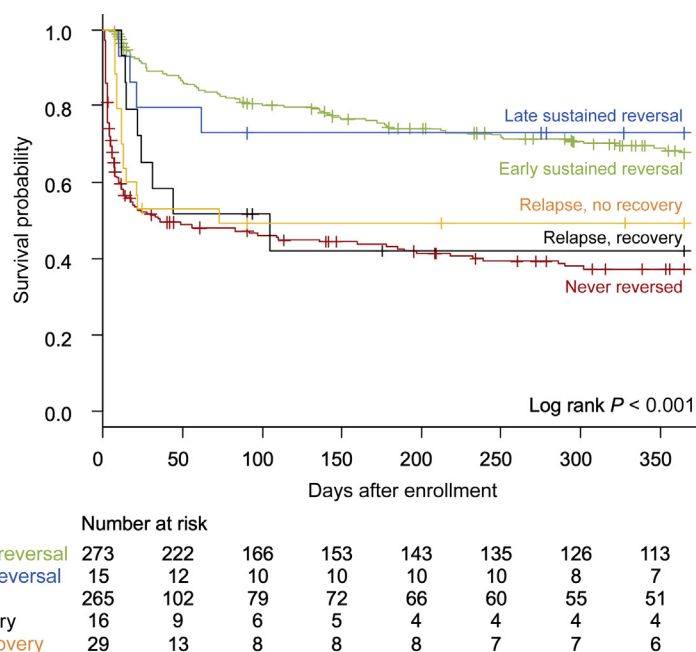 Survival probability
1.0
0.8
0.6
0.4
0.2
0.0
Late sustained reversal
Early sustained reversal
Relapse, no recovery
Relapse, recovery
Never reversed
Log rank P < 0.001
0 50 100 150 200 250 300 350
Days after enrollment
Number at risk
reversal 273 222 166 153 143 135 126 113
eversal 15 12 10 10 10 10 8 7
265 102 79 72 66 60 55 51
ry 16 9 6 5 4 4 4 4
overy 29 13 8 8 8 7 7 6